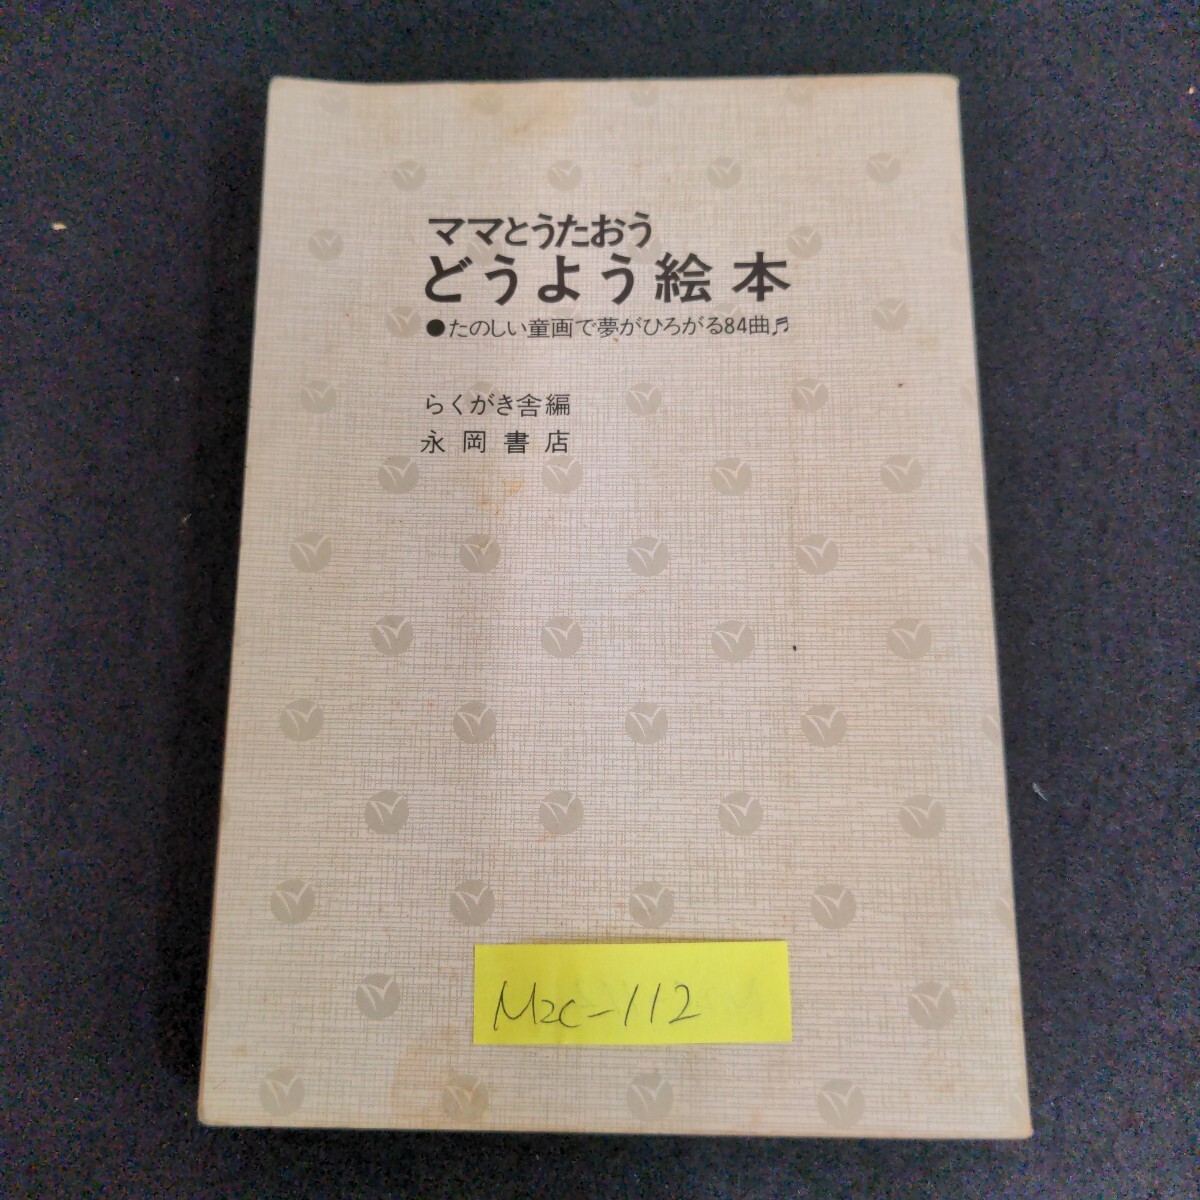 ママとうたおう
どうよう絵本
●たのしい童画で夢がひろがる84曲♬
らくがき舎編
永岡書店
M2C-112